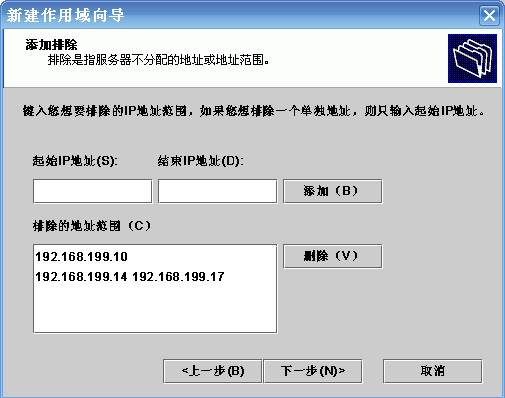 新建作用域向导
添加排除
排除是指服务器不分配的地址或地址范围。
键入您想要排除的IP地址范围，如果您想排除一个单独地址，则只输入起始IP地址。
起始IP地址(S): 结束IP地址(D):
添加（B）
排除的地址范围（C）
192.168.199.10
192.168.199.14 192.168.199.17
删除（V）
<上一步(B) 下一步(N)> 取消